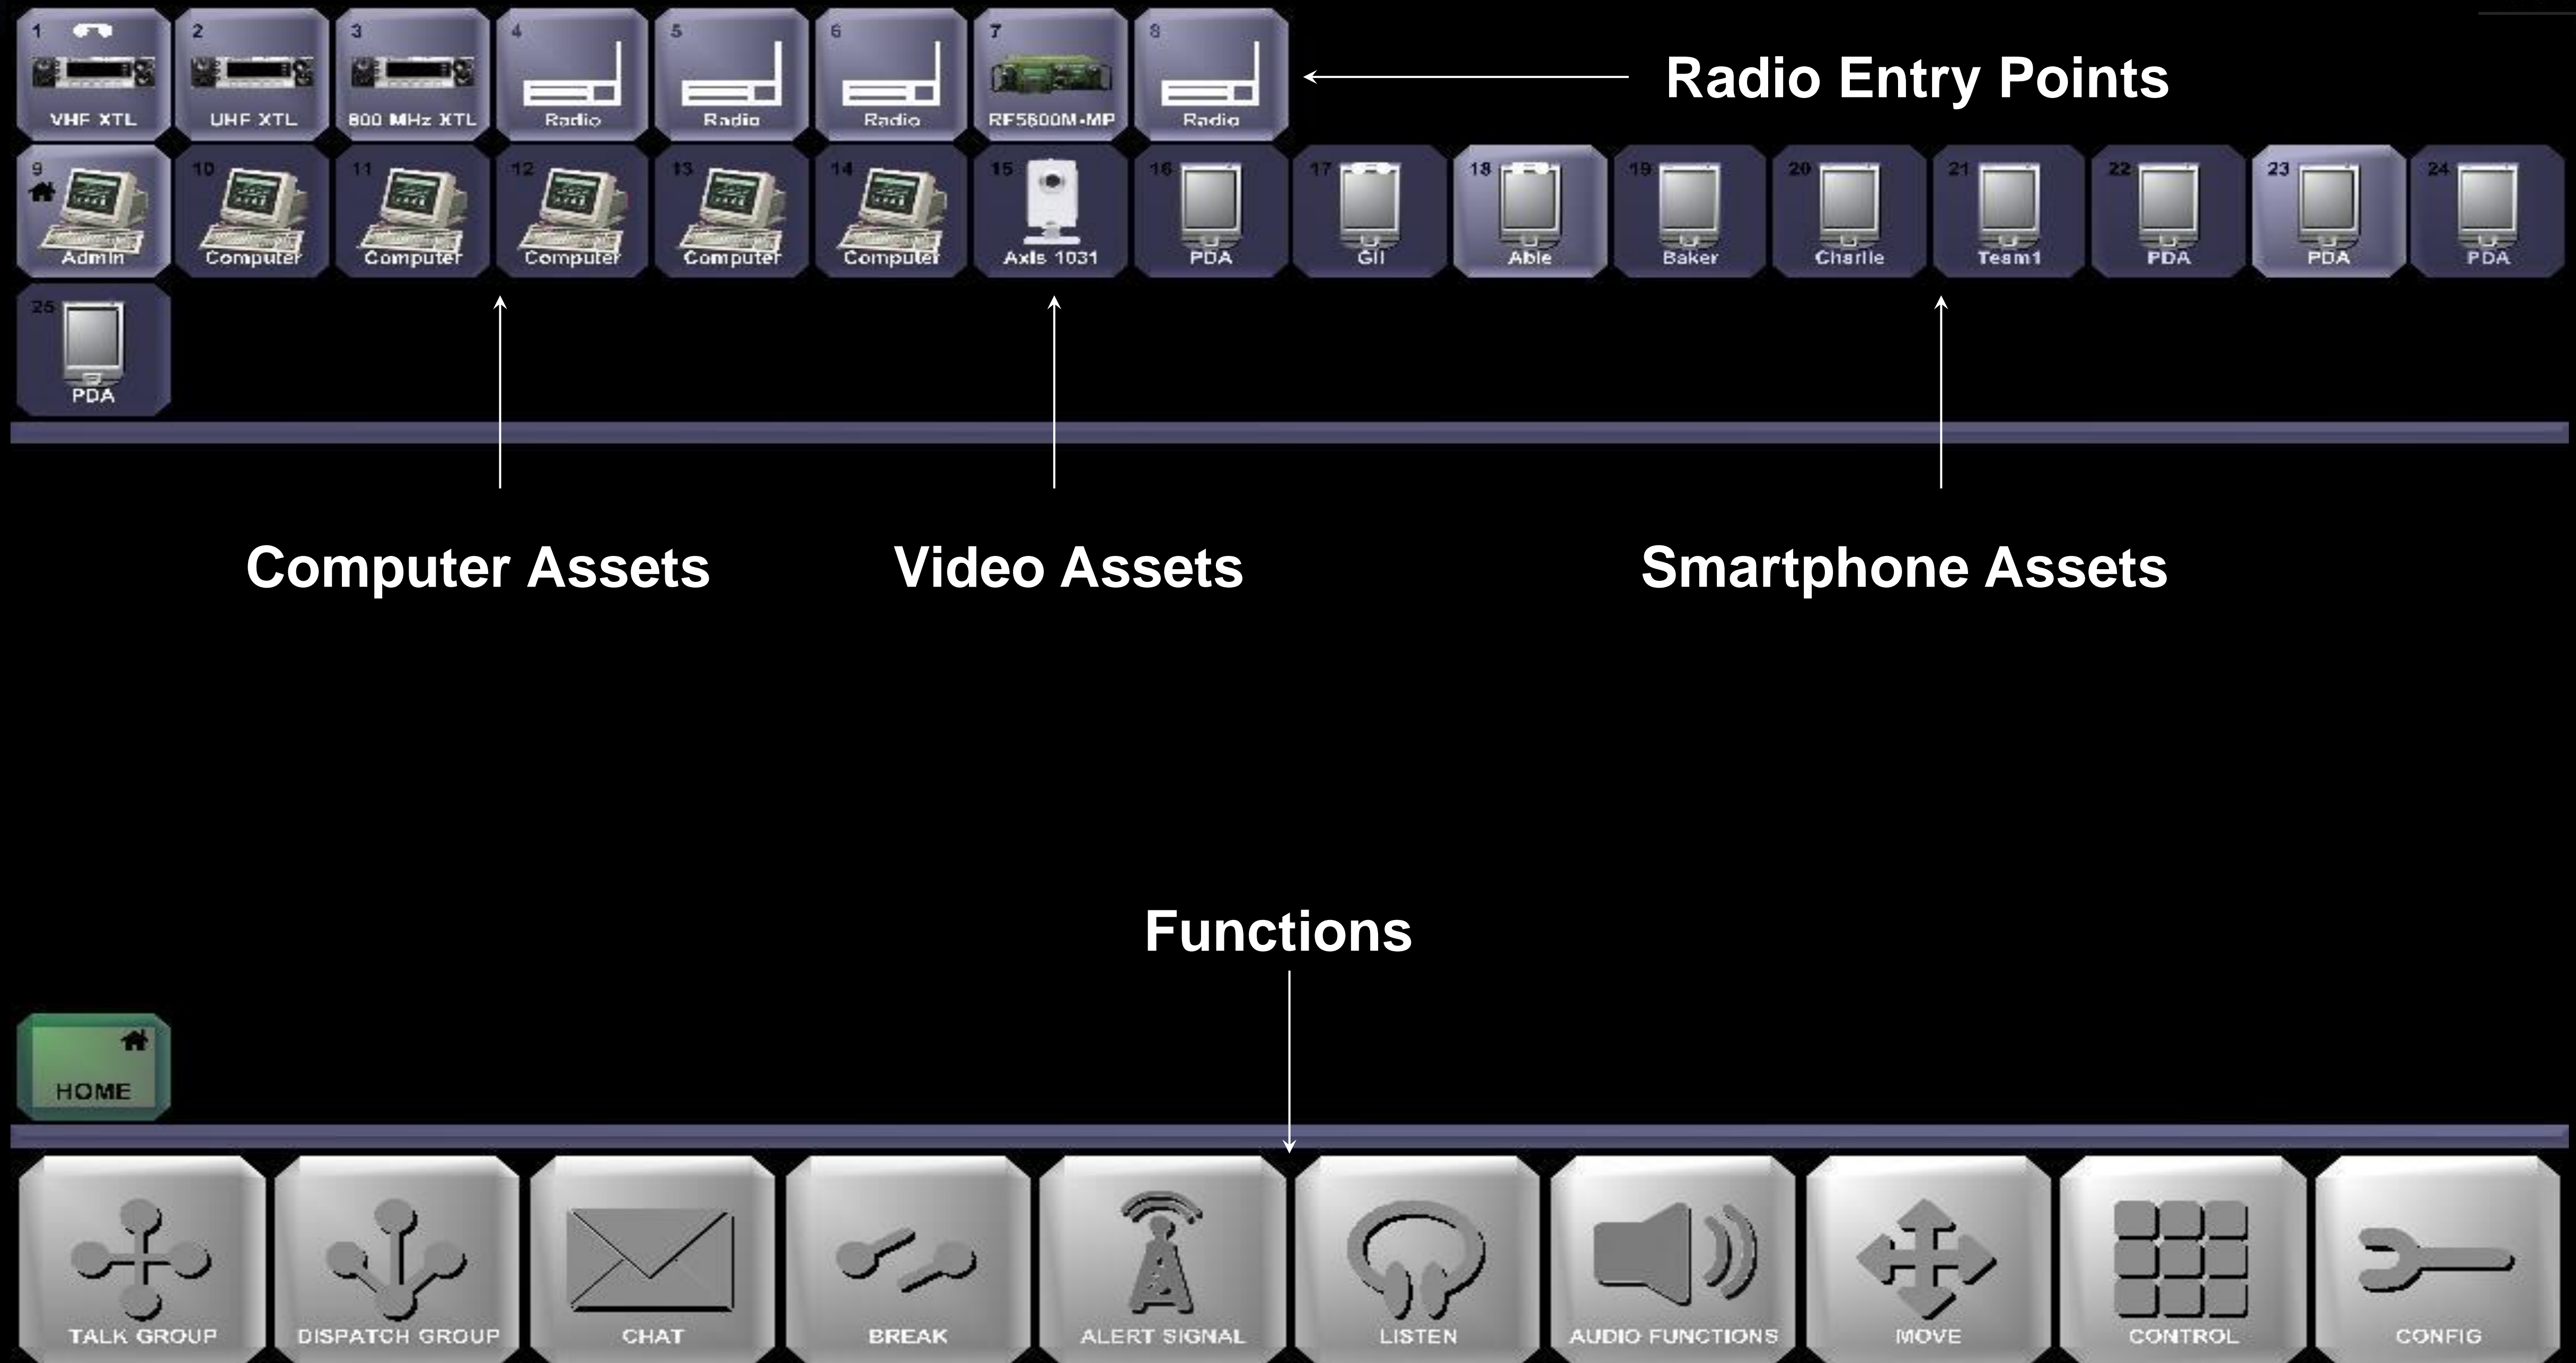 1
2
3
4
5
6
7
8
VHF XTL
UHF XTL
800 MHz XTL
Radio
Radio
Radio
RF5800M-MP
Radio
Radio Entry Points
9
10
11
12
13
14
15
16
17
18
19
20
21
22
23
24
Admin
Computer
Computer
Computer
Computer
Computer
Axis 1031
PDA
Gil
Able
Baker
Charlie
Team1
PDA
PDA
PDA
25
PDA
Computer Assets
Video Assets
Smartphone Assets
Functions
HOME
TALK GROUP
DISPATCH GROUP
CHAT
BREAK
ALERT SIGNAL
LISTEN
AUDIO FUNCTIONS
MOVE
CONTROL
CONFIG